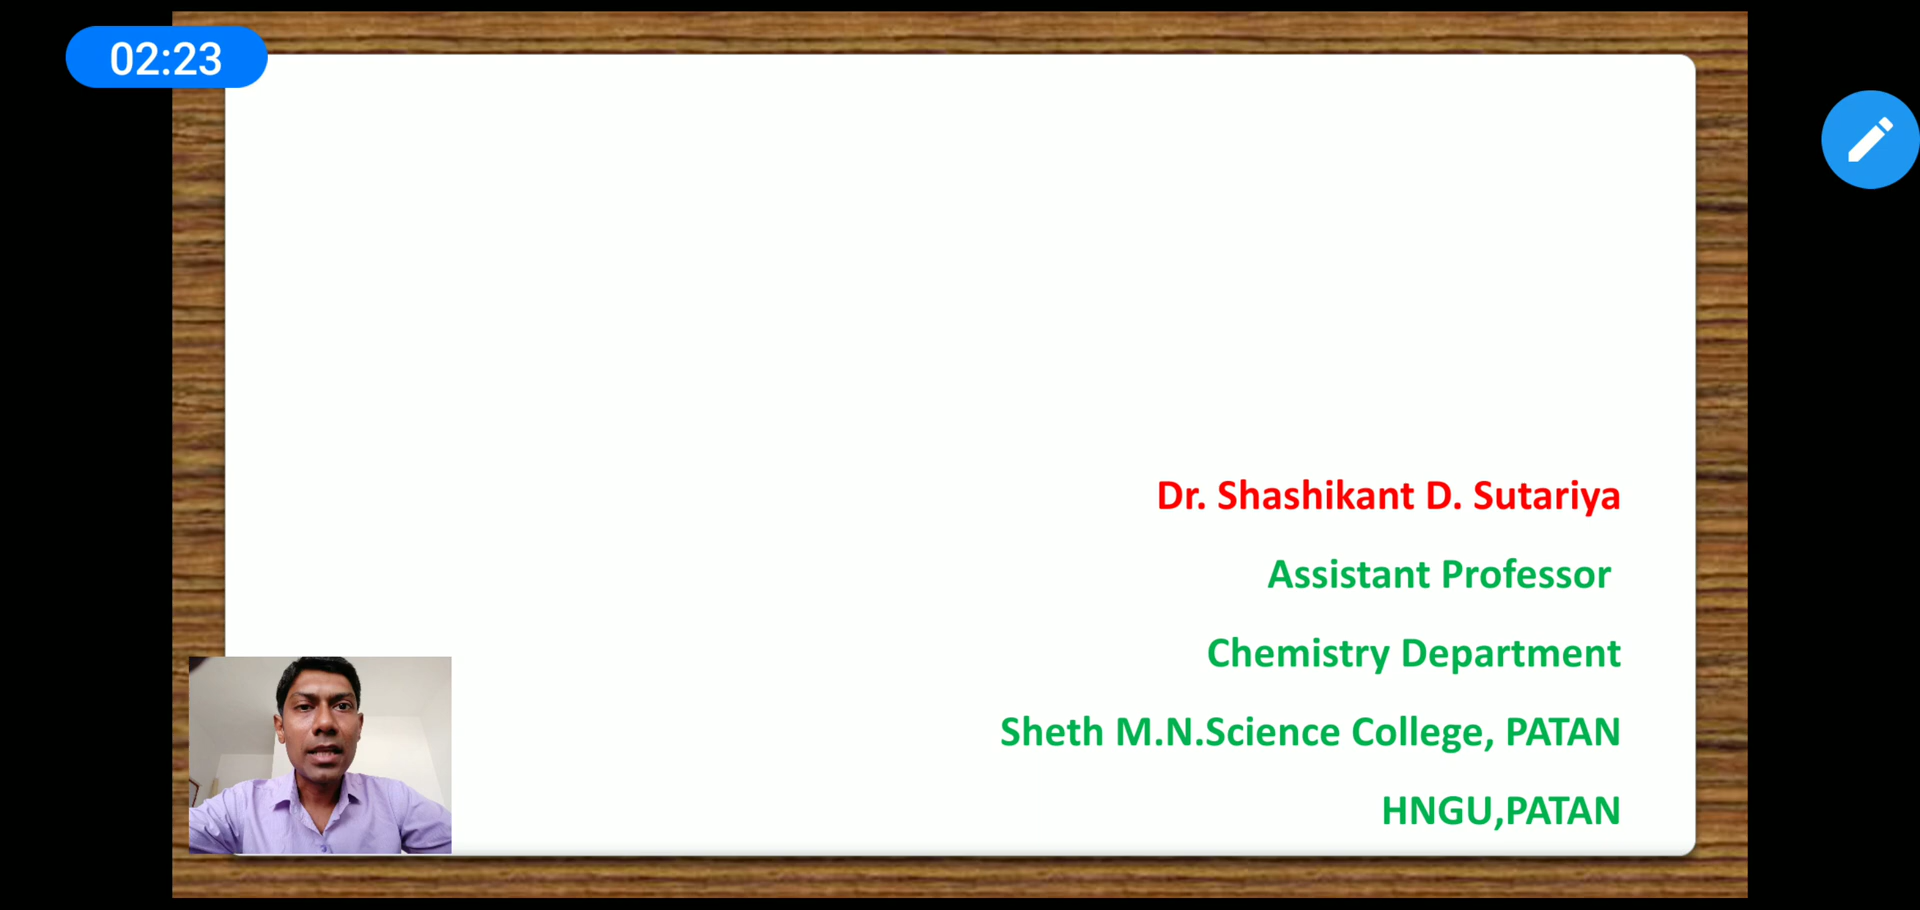 02:23
Dr. Shashikant D. Sutariya
Assistant Professor
Chemistry Department
Sheth M.N.Science College, PATAN
HNGU,PATAN